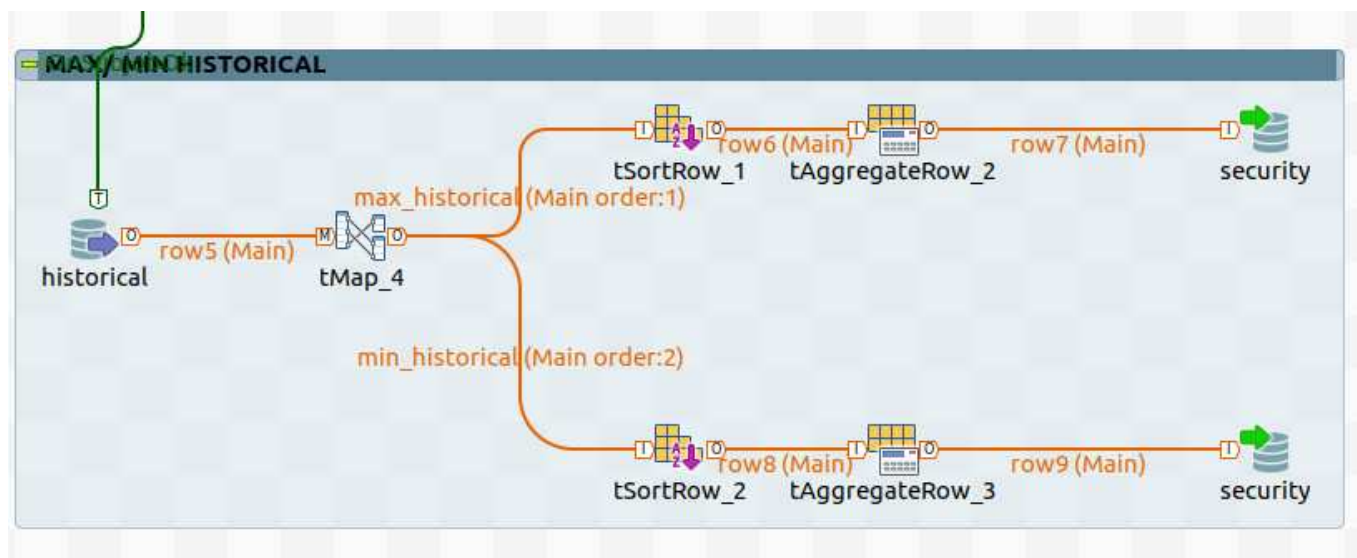 MAX/ MIN HISTORICAL
tSortRow_1
row6 (Main)
tAggregateRow_2
row7 (Main)
security
max_historical (Main order:1)
historical
row5 (Main)
tMap_4
min_historical (Main order:2)
tSortRow_2
row8 (Main)
tAggregateRow_3
row9 (Main)
security